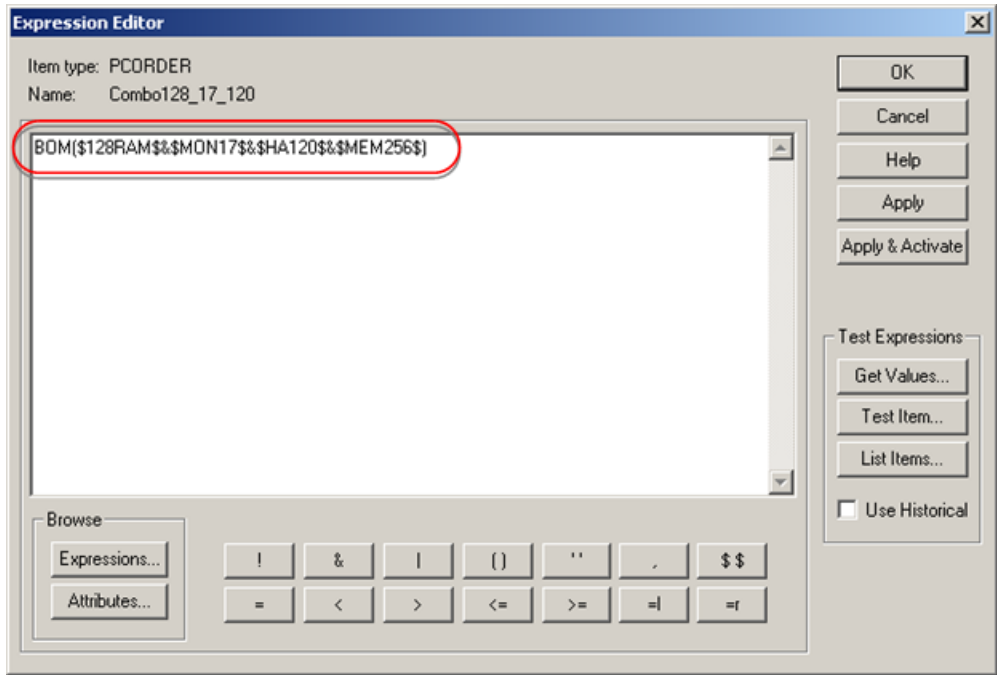 Expression Editor
Item type: PCORDER
Name: Combo128_17_120
BOM($128RAM$&$MON17$&$HA120$&$MEM256$)
OK
Cancel
Help
Apply
Apply & Activate
Test Expressions
Get Values...
Test Item...
List Items...
Use Historical
Browse
Expressions...
Attributes...
! & | ( ) ' ' , $ $
= < > <= >= =l =r